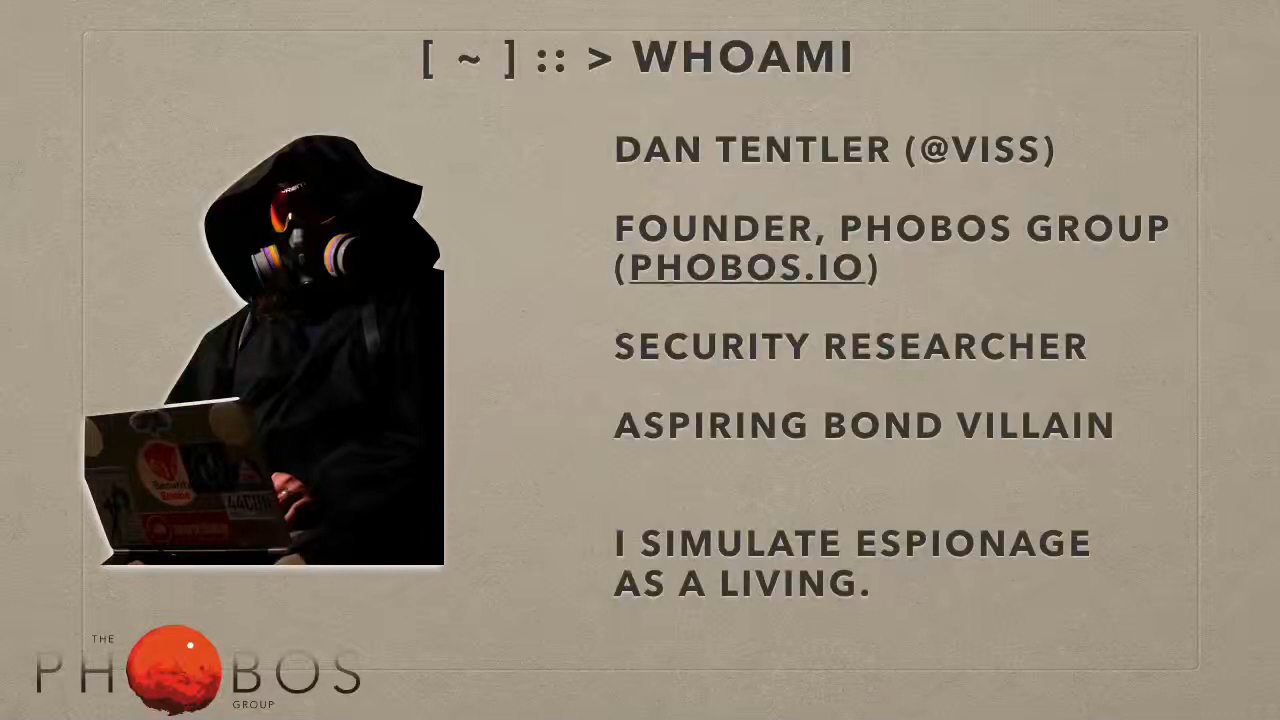 [ ~ ] :: > WHOAMI
DAN TENTLER (@VISS)
FOUNDER, PHOBOS GROUP
(PHOBOS.IO)
SECURITY RESEARCHER
ASPIRING BOND VILLAIN
I SIMULATE ESPIONAGE
AS A LIVING.
44CON
THE
PHOBOS
GROUP